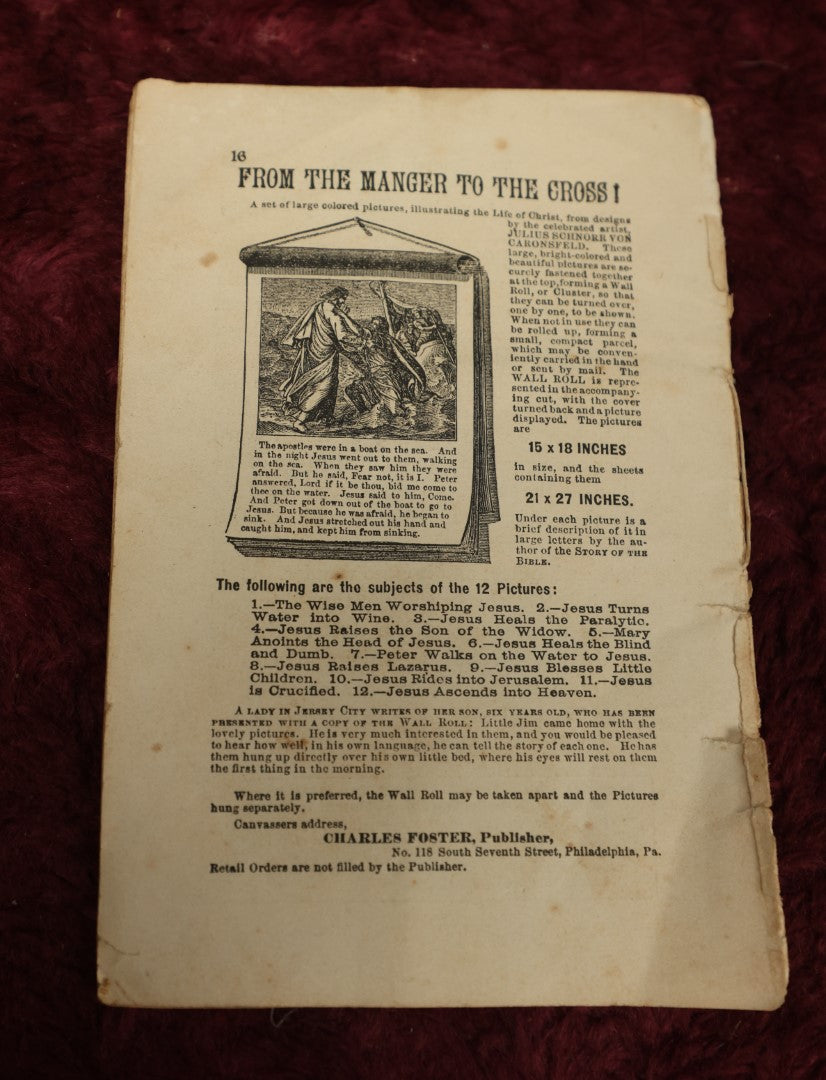 16
FROM THE MANGER TO THE CROSS!
A set of large colored pictures, illustrating the Life of Christ, from designs
by the celebrated artist,
JULIUS SCHNORR VON
CARONSFELD. These
large, bright-colored and
beautiful pictures are se-
curely fastened together
at the top, forming a Wall
Roll, or Cluster, so that
they can be turned over,
one by one, to be shown.
When not in use they can
be rolled up, forming a
small, compact parcel,
which may be conven-
iently carried in the hand
or sent by mail. The
WALL ROLL is repre-
sented in the accompany-
ing cut, with the cover
turned back and a picture
displayed. The pictures
are
15 x 18 INCHES
in size, and the sheets
containing them
21 x 27 INCHES.
Under each picture is a
brief description of it in
large letters by the au-
thor of the STORY OF THE
BIBLE.
The apostles were in a boat on the sea. And
in the night Jesus went out to them, walking
on the sea. When they saw him they were
afraid. But he said, Fear not, it is I. Peter
answered, Lord if it be thou, bid me come to
thee on the water. Jesus said to him, Come.
And Peter got down out of the boat to go to
Jesus. But because he was afraid, he began to
sink. And Jesus stretched out his hand and
caught him, and kept him from sinking.
The following are the subjects of the 12 Pictures:
1.—The Wise Men Worshiping Jesus. 2.—Jesus Turns
Water into Wine. 3.—Jesus Heals the Paralytic.
4.—Jesus Raises the Son of the Widow. 5.—Mary
Anoints the Head of Jesus. 6.—Jesus Heals the Blind
and Dumb. 7.—Peter Walks on the Water to Jesus.
8.—Jesus Raises Lazarus. 9.—Jesus Blesses Little
Children. 10.—Jesus Rides into Jerusalem. 11.—Jesus
is Crucified. 12.—Jesus Ascends into Heaven.
A LADY IN JERSEY CITY WRITES OF HER SON, SIX YEARS OLD, WHO HAS BEEN
PRESENTED WITH A COPY OF THE WALL ROLL: Little Jim came home with the
lovely pictures. He is very much interested in them, and you would be pleased
to hear how well, in his own language, he can tell the story of each one. He has
them hung up directly over his own little bed, where his eyes will rest on them
the first thing in the morning.
Where it is preferred, the Wall Roll may be taken apart and the Pictures
hung separately.
Canvassers address,
CHARLES FOSTER, Publisher,
No. 118 South Seventh Street, Philadelphia, Pa.
Retail Orders are not filled by the Publisher.